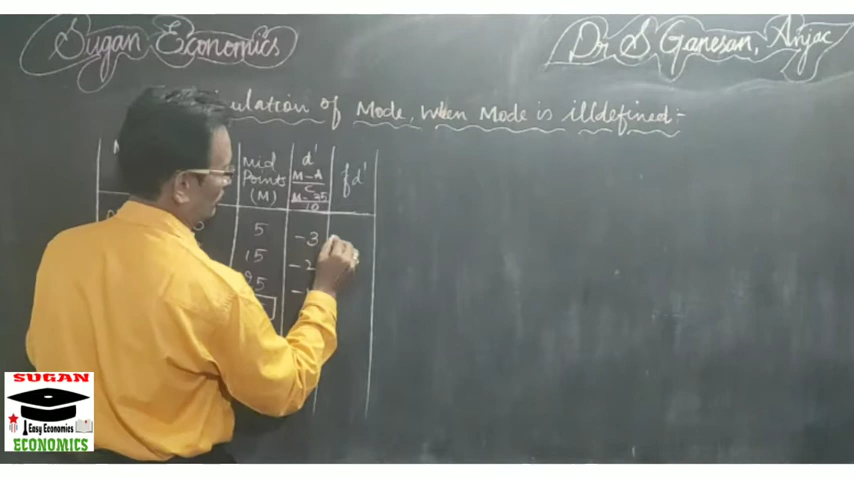 Sugan Economics
Dr S Ganesan, Anjac
ulation of Mode, when Mode is illdefined:-
Mid Points (M)
d'
M-A
C
M-35
10
fd'
5 -3
15 -2
25 -
SUGAN
Easy Economics
ECONOMICS